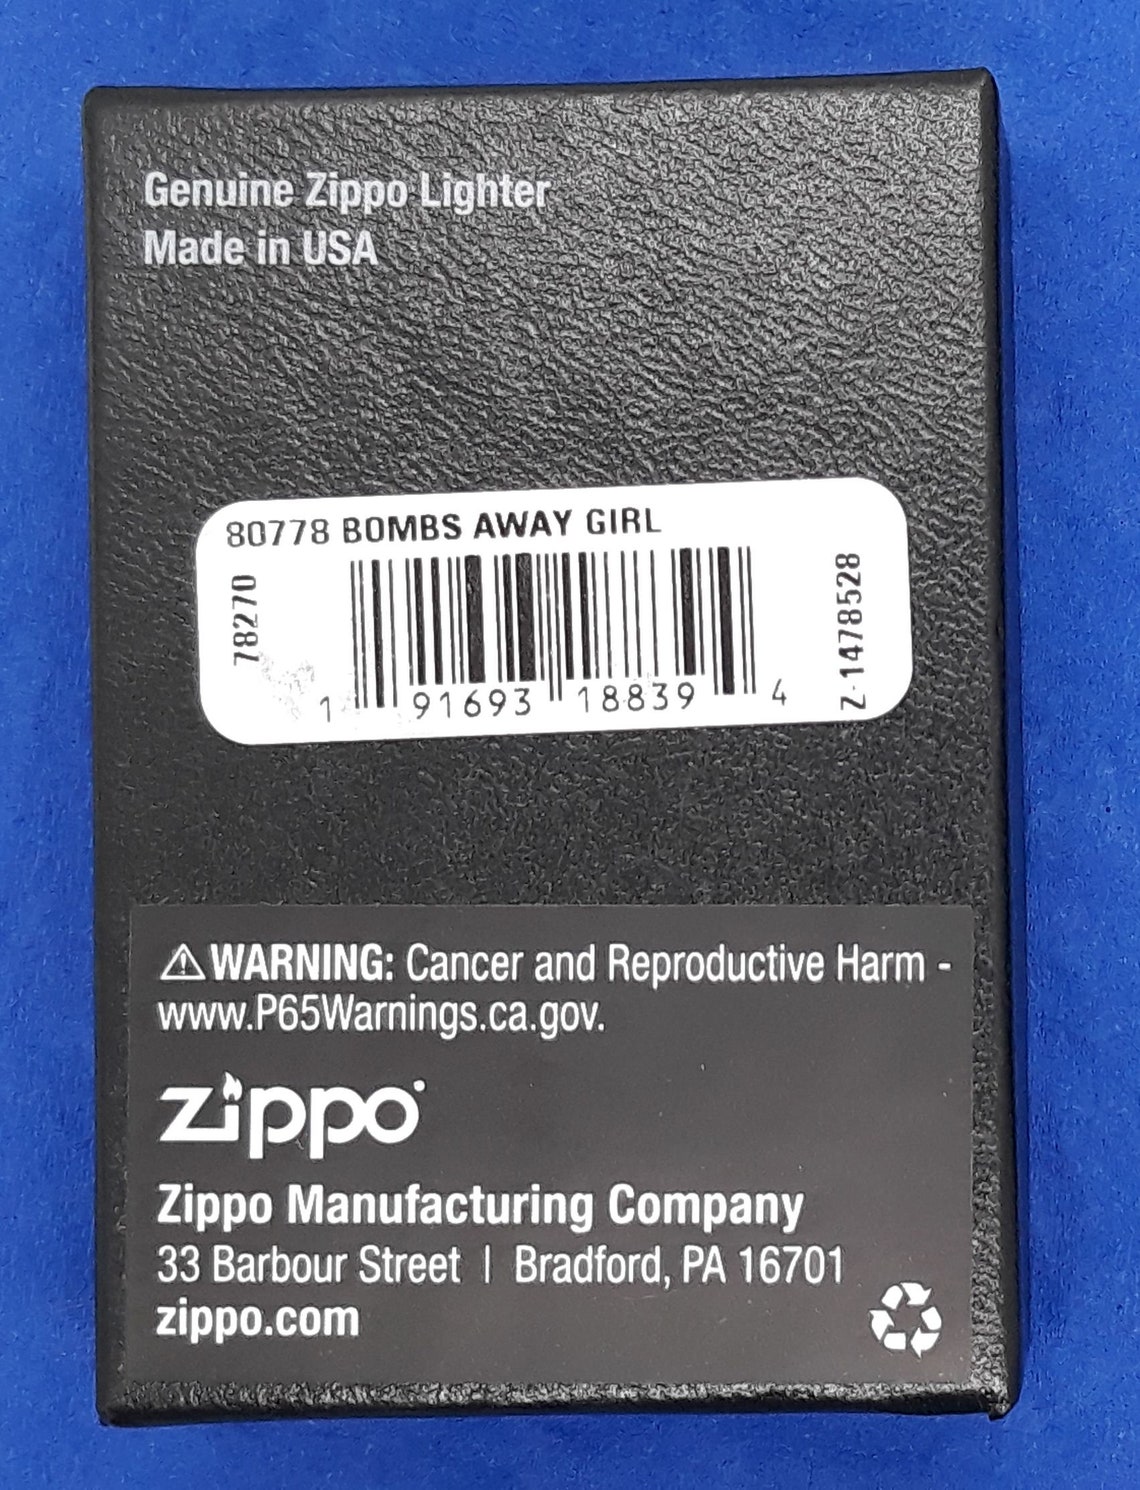 Genuine Zippo Lighter
Made in USA
80778 BOMBS AWAY GIRL
78270
1 91693 18839 4
Z-1478528
⚠WARNING: Cancer and Reproductive Harm -
www.P65Warnings.ca.gov.
zippo
Zippo Manufacturing Company
33 Barbour Street | Bradford, PA 16701
zippo.com